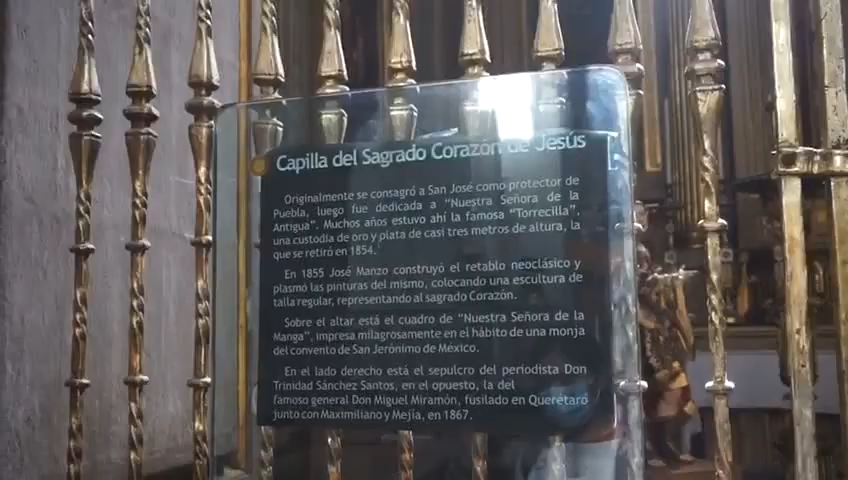 Capilla del Sagrado Corazón de Jesús
Originalmente se consagró a San José como protector de
Puebla, luego fue dedicada a "Nuestra Señora de la
Antigua". Muchos años estuvo ahí la famosa "Torrecilla",
una custodia de oro y plata de casi tres metros de altura, la
que se retiró en 1854.
En 1855 José Manzo construyó el retablo neoclásico y
plasmó las pinturas del mismo, colocando una escultura de
talla regular, representando al sagrado Corazón.
Sobre el altar está el cuadro de "Nuestra Señora de la
Manga", impresa milagrosamente en el hábito de una monja
del convento de San Jerónimo de México.
En el lado derecho está el sepulcro del periodista Don
Trinidad Sánchez Santos, en el opuesto, la del
famoso general Don Miguel Miramón, fusilado en Querétaro
junto con Maximiliano y Mejía, en 1867.